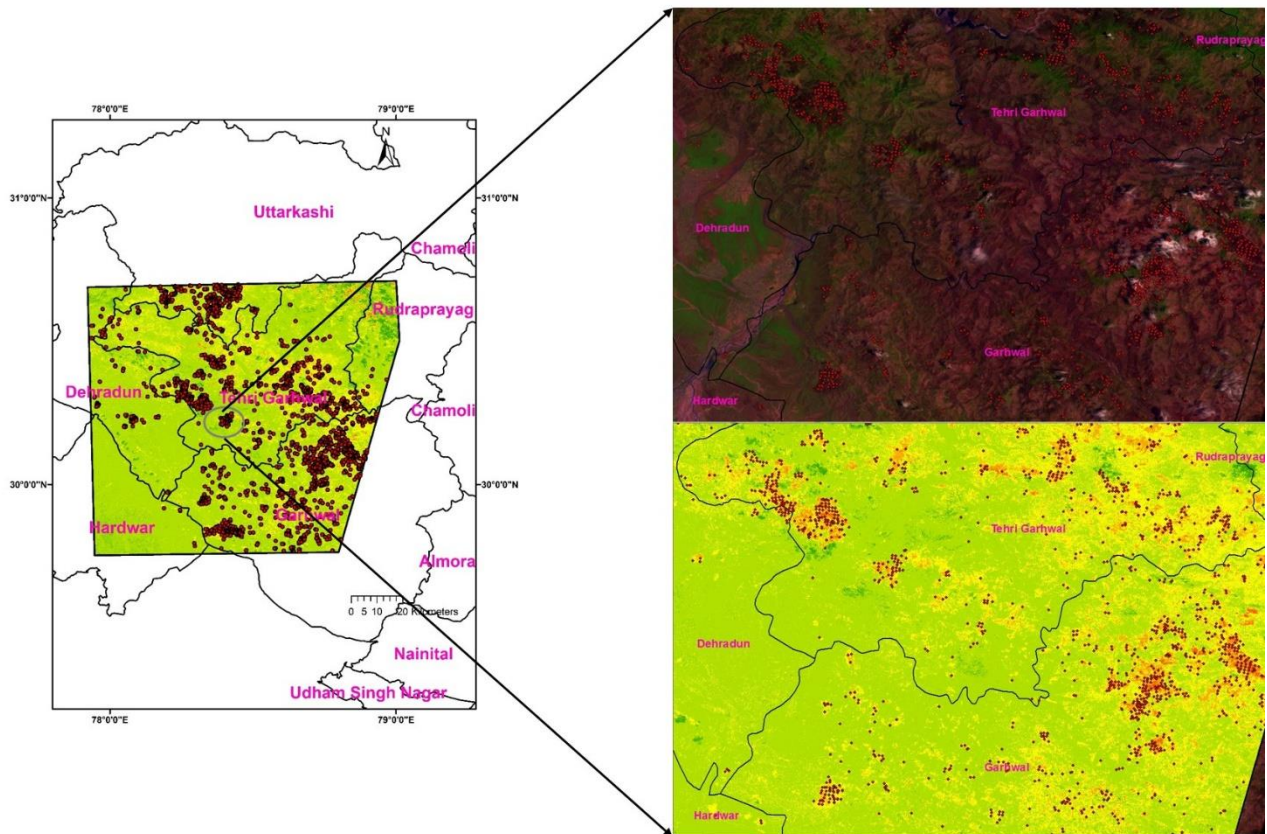 78°0'0"E 79°0'0"E
N
31°0'0"N 31°0'0"N
Uttarkashi
Chamoli
Rudraprayag
Dehradun
Tehri Garhwal
Chamoli
30°0'0"N 30°0'0"N
Hardwar
Garhwal
Almora
0 5 10 20 Kilometers
Nainital
Udham Singh Nagar
78°0'0"E 79°0'0"E
Rudraprayag
Tehri Garhwal
Dehradun
Garhwal
Hardwar
Rudraprayag
Tehri Garhwal
Dehradun
Garhwal
Hardwar